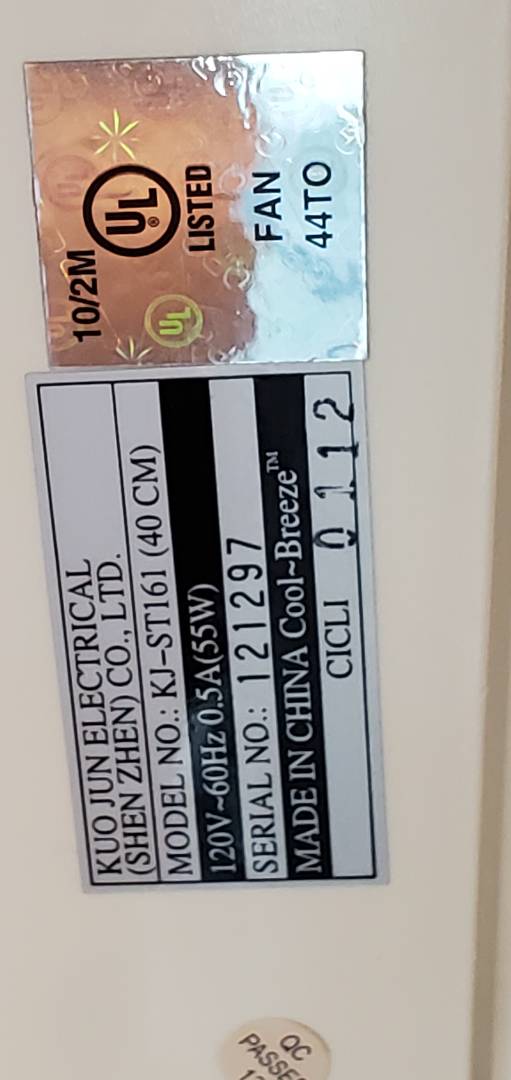 10/2M
UL
®
LISTED
UL
FAN
44TO
KUO JUN ELECTRICAL
(SHEN ZHEN) CO., LTD.
MODEL NO.: KJ-ST161 (40 CM)
120V~60Hz 0.5A(55W)
SERIAL NO.: 121297
MADE IN CHINA Cool~Breeze™
CICLI 0112
QC